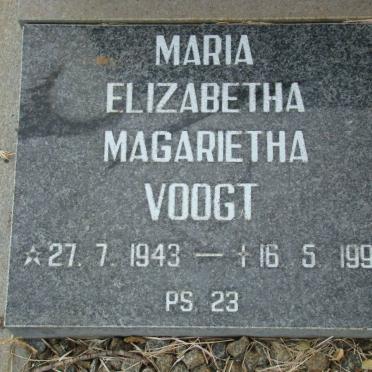 MARIA
ELIZABETHA
MAGARIETHA
VOOGT
☆ 27. 7. 1943 — † 16. 5. 199
PS. 23